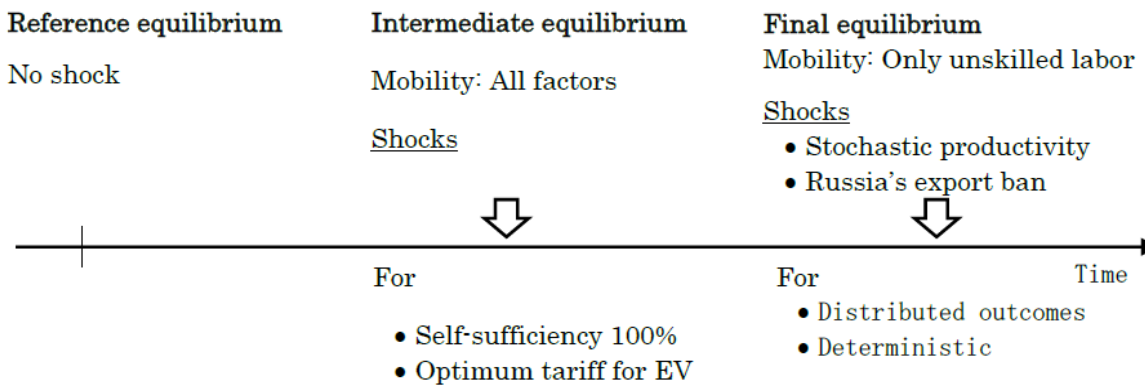 Reference equilibrium
No shock
Intermediate equilibrium
Mobility: All factors
Shocks
For
• Self-sufficiency 100%
• Optimum tariff for EV
Final equilibrium
Mobility: Only unskilled labor
Shocks
• Stochastic productivity
• Russia's export ban
For
• Distributed outcomes
• Deterministic
Time